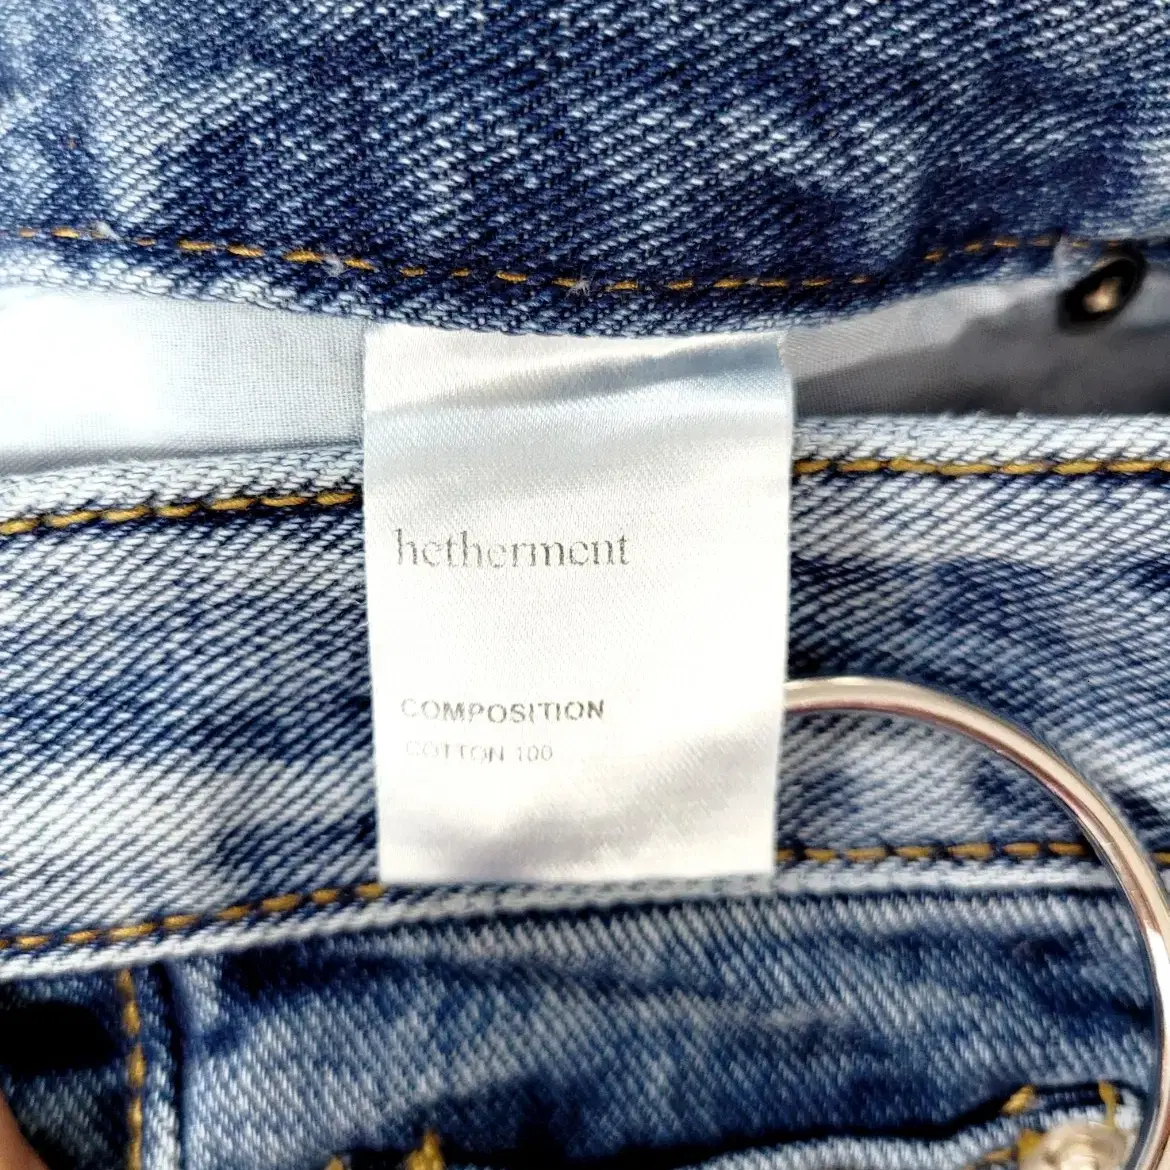 hetherment
COMPOSITION
COTTON 100